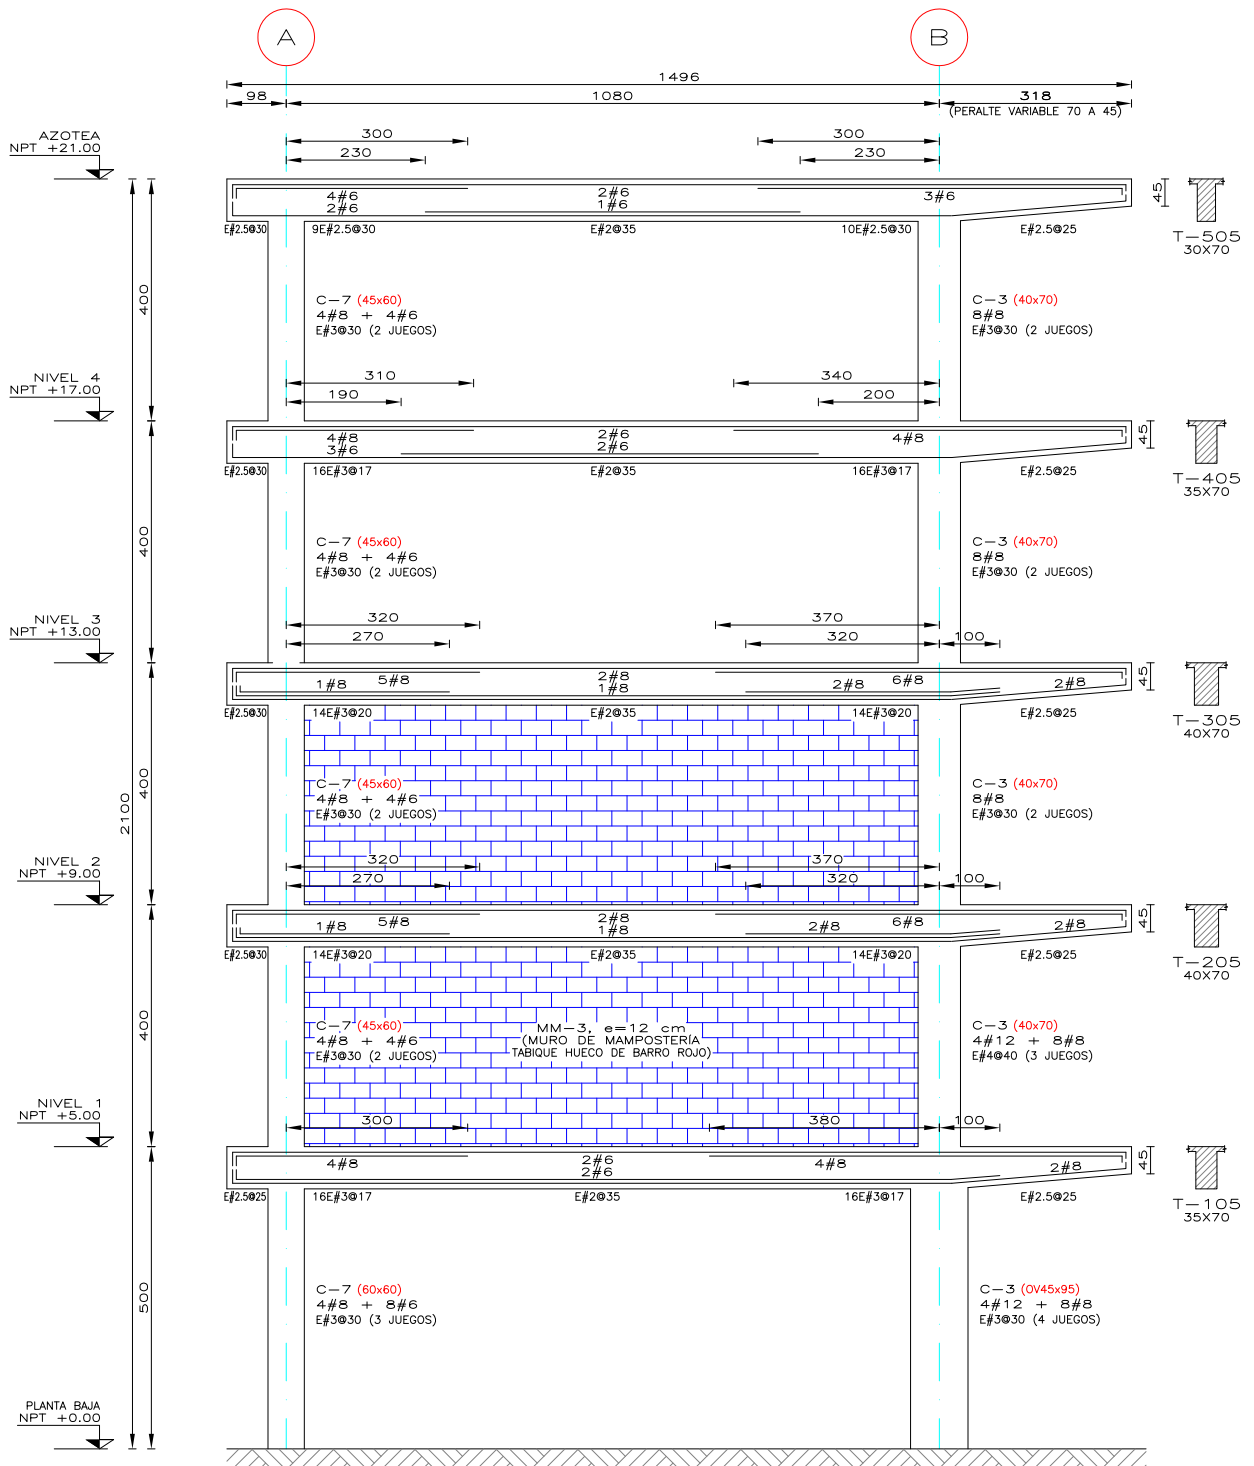 A
B
1496
98
1080
318
(PERALTE VARIABLE 70 A 45)
AZOTEA
NPT +21.00
300
300
230
230
4#6
2#6
3#6
2#6
1#6
45
E#2.5@30
9E#2.5@30
E#2@35
10E#2.5@30
E#2.5@25
T-505
30X70
400
C-7 (45x60)
4#8 + 4#6
E#3@30 (2 JUEGOS)
C-3 (40x70)
8#8
E#3@30 (2 JUEGOS)
NIVEL 4
NPT +17.00
310
340
190
200
4#8
2#6
4#8
3#6
2#6
45
E#2.5@30
16E#3@17
E#2@35
16E#3@17
E#2.5@25
T-405
35X70
400
C-7 (45x60)
4#8 + 4#6
E#3@30 (2 JUEGOS)
C-3 (40x70)
8#8
E#3@30 (2 JUEGOS)
NIVEL 3
NPT +13.00
320
370
270
320
100
5#8
2#8
6#8
1#8
1#8
2#8
2#8
45
E#2.5@30
14E#3@20
E#2@35
14E#3@20
E#2.5@25
T-305
40X70
2100
400
C-7 (45x60)
4#8 + 4#6
E#3@30 (2 JUEGOS)
C-3 (40x70)
8#8
E#3@30 (2 JUEGOS)
NIVEL 2
NPT +9.00
320
370
270
320
100
5#8
2#8
6#8
1#8
1#8
2#8
2#8
45
E#2.5@30
14E#3@20
E#2@35
14E#3@20
E#2.5@25
T-205
40X70
400
C-7 (45x60)
4#8 + 4#6
E#3@30 (2 JUEGOS)
MM-3, e=12 cm
(MURO DE MAMPOSTERÍA
TABIQUE HUECO DE BARRO ROJO)
C-3 (40x70)
4#12 + 8#8
E#4@40 (3 JUEGOS)
NIVEL 1
NPT +5.00
300
380
100
4#8
2#6
4#8
2#6
2#8
45
E#2.5@25
16E#3@17
E#2@35
16E#3@17
E#2.5@25
T-105
35X70
500
C-7 (60x60)
4#8 + 8#6
E#3@30 (3 JUEGOS)
C-3 (OV45x95)
4#12 + 8#8
E#3@30 (4 JUEGOS)
PLANTA BAJA
NPT +0.00